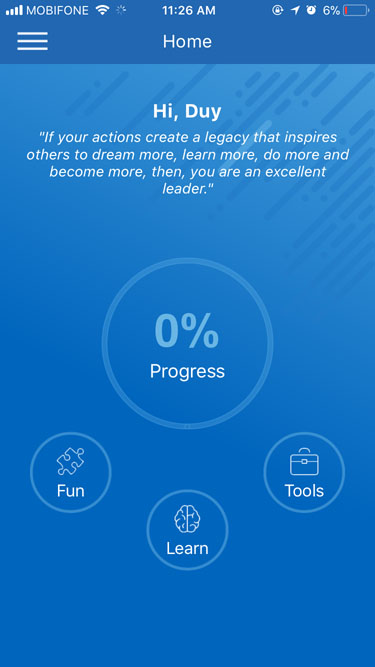 MOBIFONE 11:26 AM 6%
Home
Hi, Duy
"If your actions create a legacy that inspires
others to dream more, learn more, do more and
become more, then, you are an excellent
leader."
0%
Progress
Fun
Tools
Learn